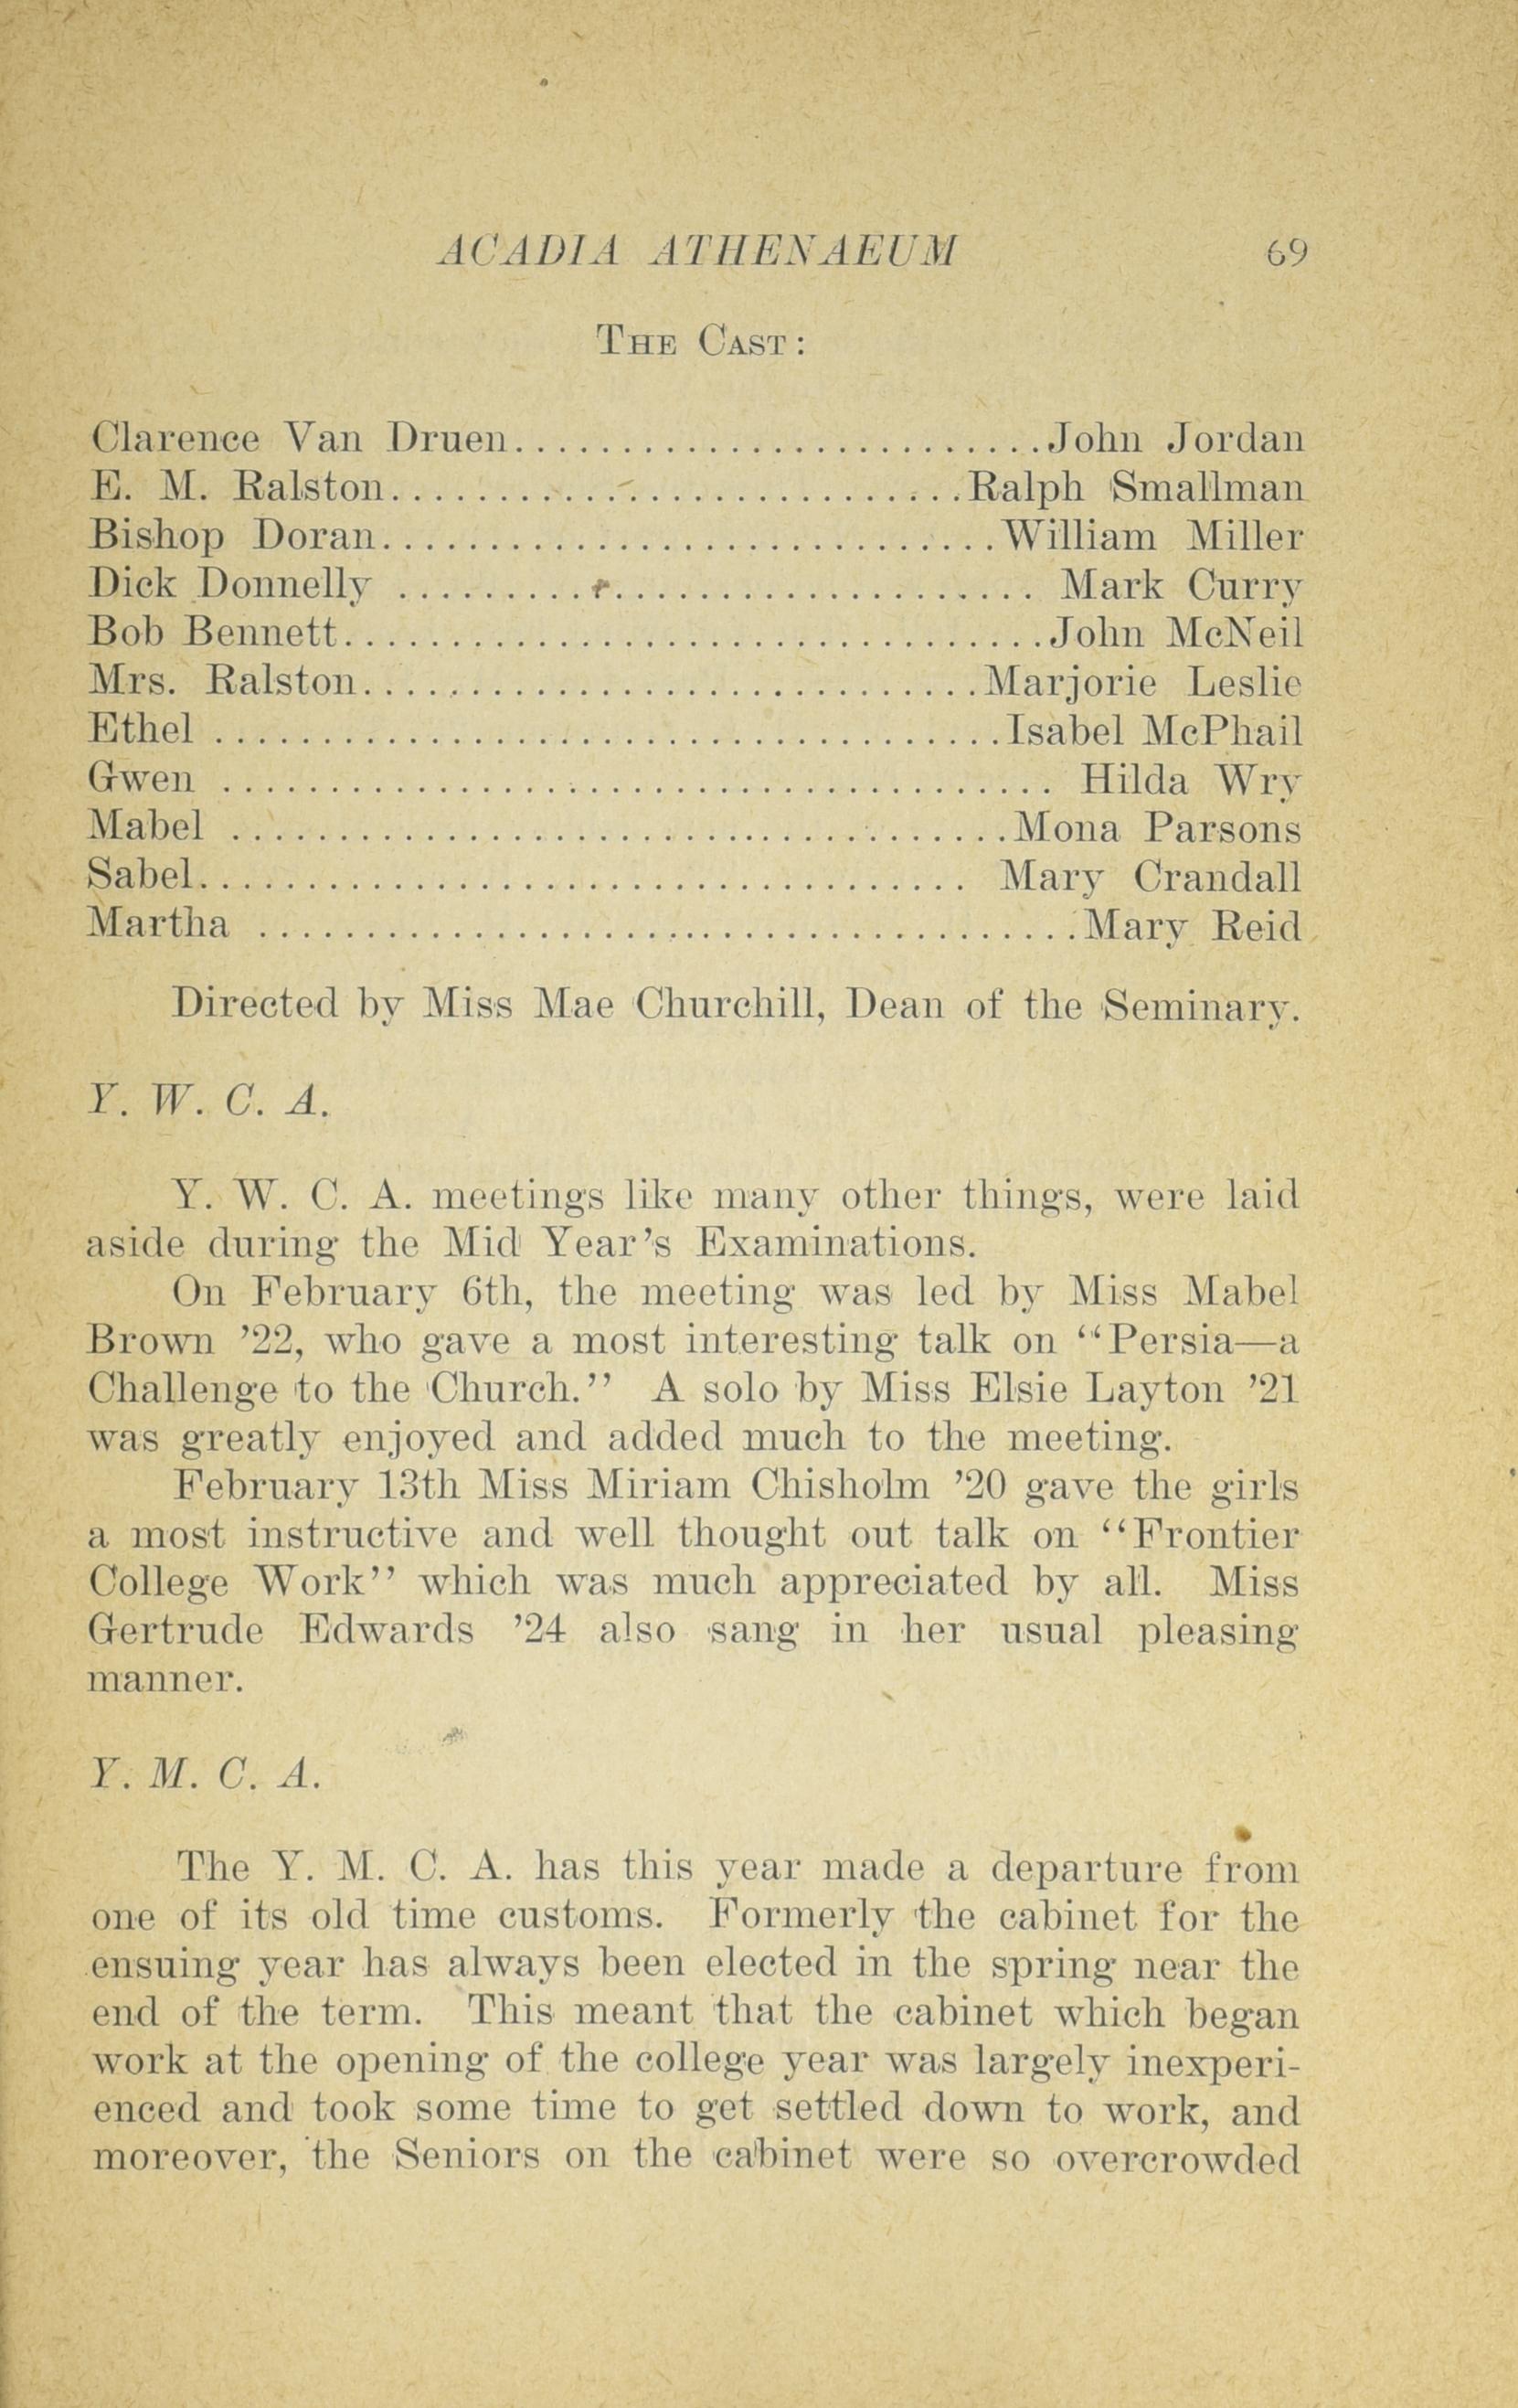 ACADIA ATHENAEUM 69
THE CAST:
Clarence Van Druen...........................John Jordan
E. M. Ralston...........................Ralph Smallman
Bishop Doran.............................William Miller
Dick Donnelly .............................. Mark Curry
Bob Bennett.................................John McNeil
Mrs. Ralston.............................Marjorie Leslie
Ethel .....................................Isabel McPhail
Gwen ....................................... Hilda Wry
Mabel ....................................Mona Parsons
Sabel.................................... Mary Crandall
Martha ......................................Mary Reid
Directed by Miss Mae Churchill, Dean of the Seminary.
Y. W. C. A.
Y. W. C. A. meetings like many other things, were laid
aside during the Mid Year's Examinations.
On February 6th, the meeting was led by Miss Mabel
Brown '22, who gave a most interesting talk on "Persia—a
Challenge to the Church." A solo by Miss Elsie Layton '21
was greatly enjoyed and added much to the meeting.
February 13th Miss Miriam Chisholm '20 gave the girls
a most instructive and well thought out talk on "Frontier
College Work" which was much appreciated by all. Miss
Gertrude Edwards '24 also sang in her usual pleasing
manner.
Y. M. C. A.
The Y. M. C. A. has this year made a departure from
one of its old time customs. Formerly the cabinet for the
ensuing year has always been elected in the spring near the
end of the term. This meant that the cabinet which began
work at the opening of the college year was largely inexperi-
enced and took some time to get settled down to work, and
moreover, the Seniors on the cabinet were so overcrowded